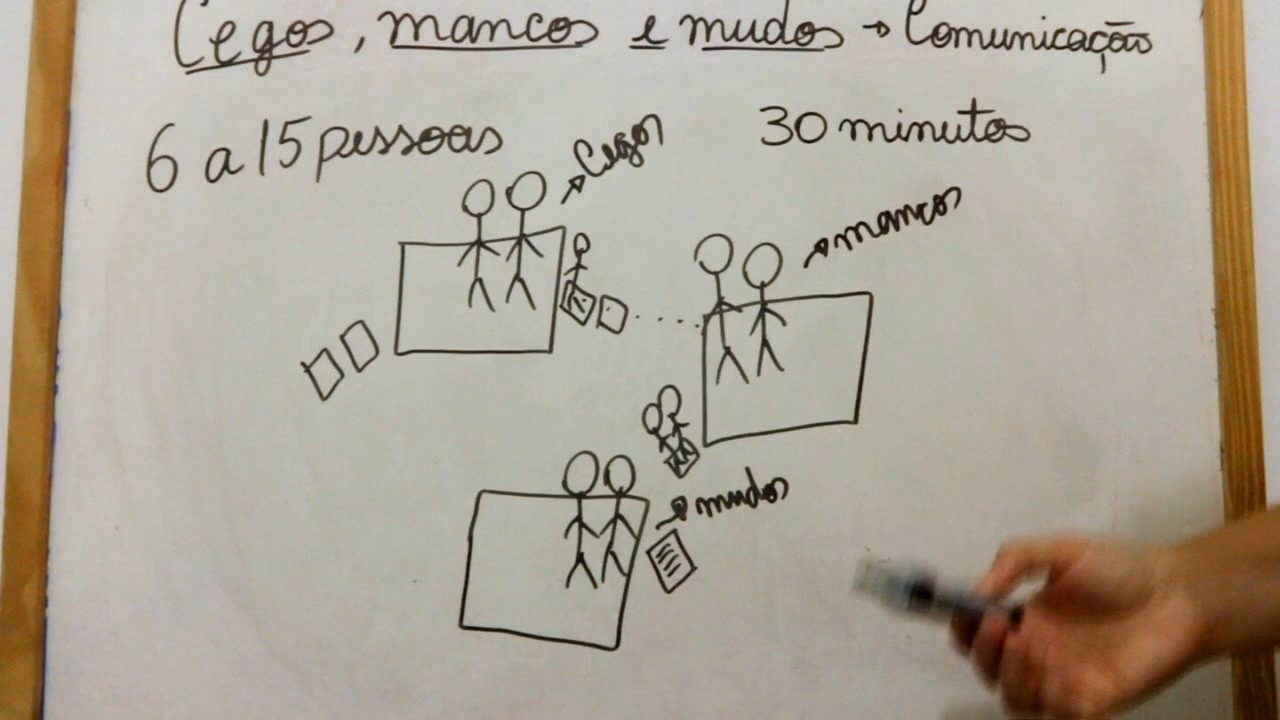 Cegos, mancos e mudos → Comunicação
6 a 15 pessoas
30 minutos
Cegos
mancos
mudos